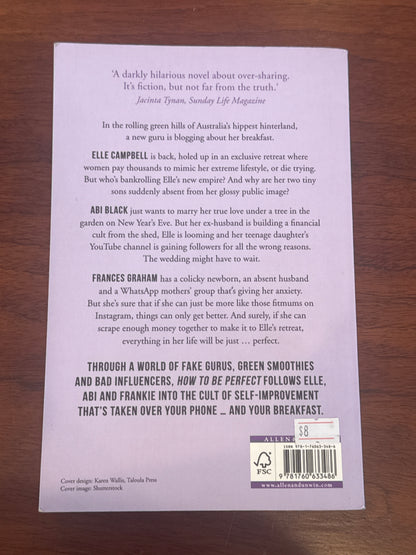 ‘A darkly hilarious novel about over-sharing.
It’s fiction, but not far from the truth.’
Jacinta Tynan, Sunday Life Magazine
In the rolling green hills of Australia’s hippest hinterland,
a new guru is blogging about her breakfast.
ELLE CAMPBELL is back, holed up in an exclusive retreat where
women pay thousands to mimic her extreme lifestyle, or die trying.
But who’s bankrolling Elle’s new empire? And why are her two tiny
sons suddenly absent from her glossy public image?
ABI BLACK just wants to marry her true love under a tree in the
garden on New Year’s Eve. But her ex-husband is building a financial
cult from the shed, Elle is looming and her teenage daughter’s
YouTube channel is gaining followers for all the wrong reasons.
The wedding might have to wait.
FRANCES GRAHAM has a colicky newborn, an absent husband
and a WhatsApp mothers’ group that’s giving her anxiety.
But she’s sure that if she can just be more like those fitmums on
Instagram, things can only get better. And surely, if she can
scrape enough money together to make it to Elle’s retreat,
everything in her life will be just … perfect.
THROUGH A WORLD OF FAKE GURUS, GREEN SMOOTHIES
AND BAD INFLUENCERS, HOW TO BE PERFECT FOLLOWS ELLE,
ABI AND FRANKIE INTO THE CULT OF SELF-IMPROVEMENT
THAT’S TAKEN OVER YOUR PHONE … AND YOUR BREAKFAST.
$8
ALLEN
ISBN 978-1-76063-348-6
FSC
9 781760 633486
www.allenandunwin.com
Cover design: Karen Wallis, Taloula Press
Cover image: Shutterstock